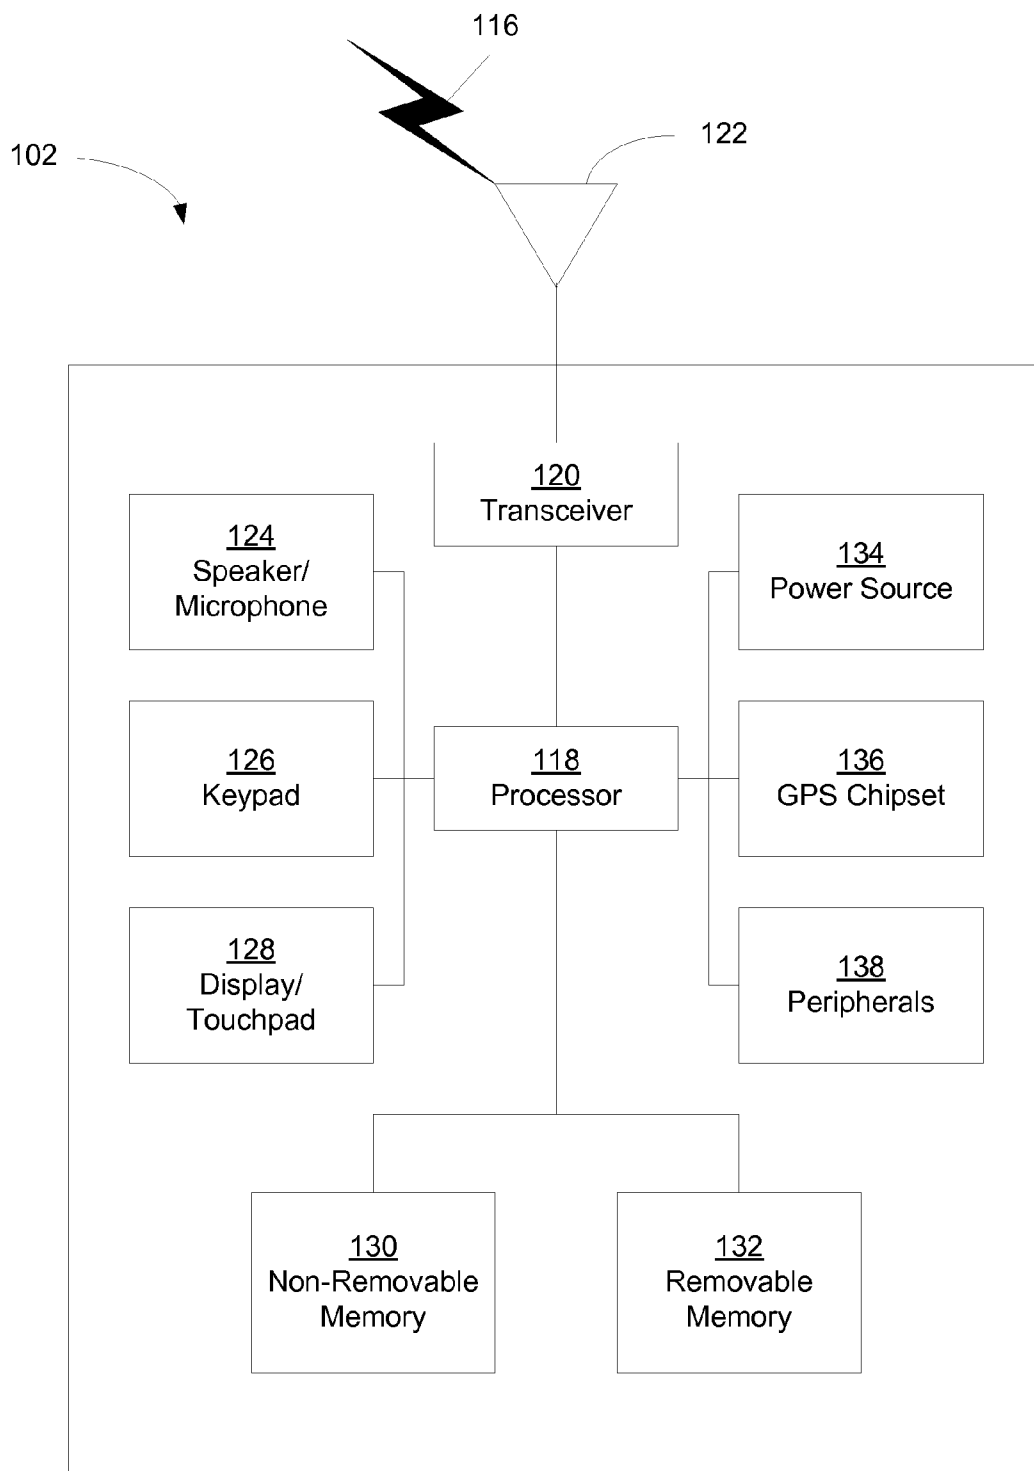 116
122
102
120
Transceiver
124
Speaker/
Microphone
134
Power Source
126
Keypad
118
Processor
136
GPS Chipset
128
Display/
Touchpad
138
Peripherals
130
Non-Removable
Memory
132
Removable
Memory